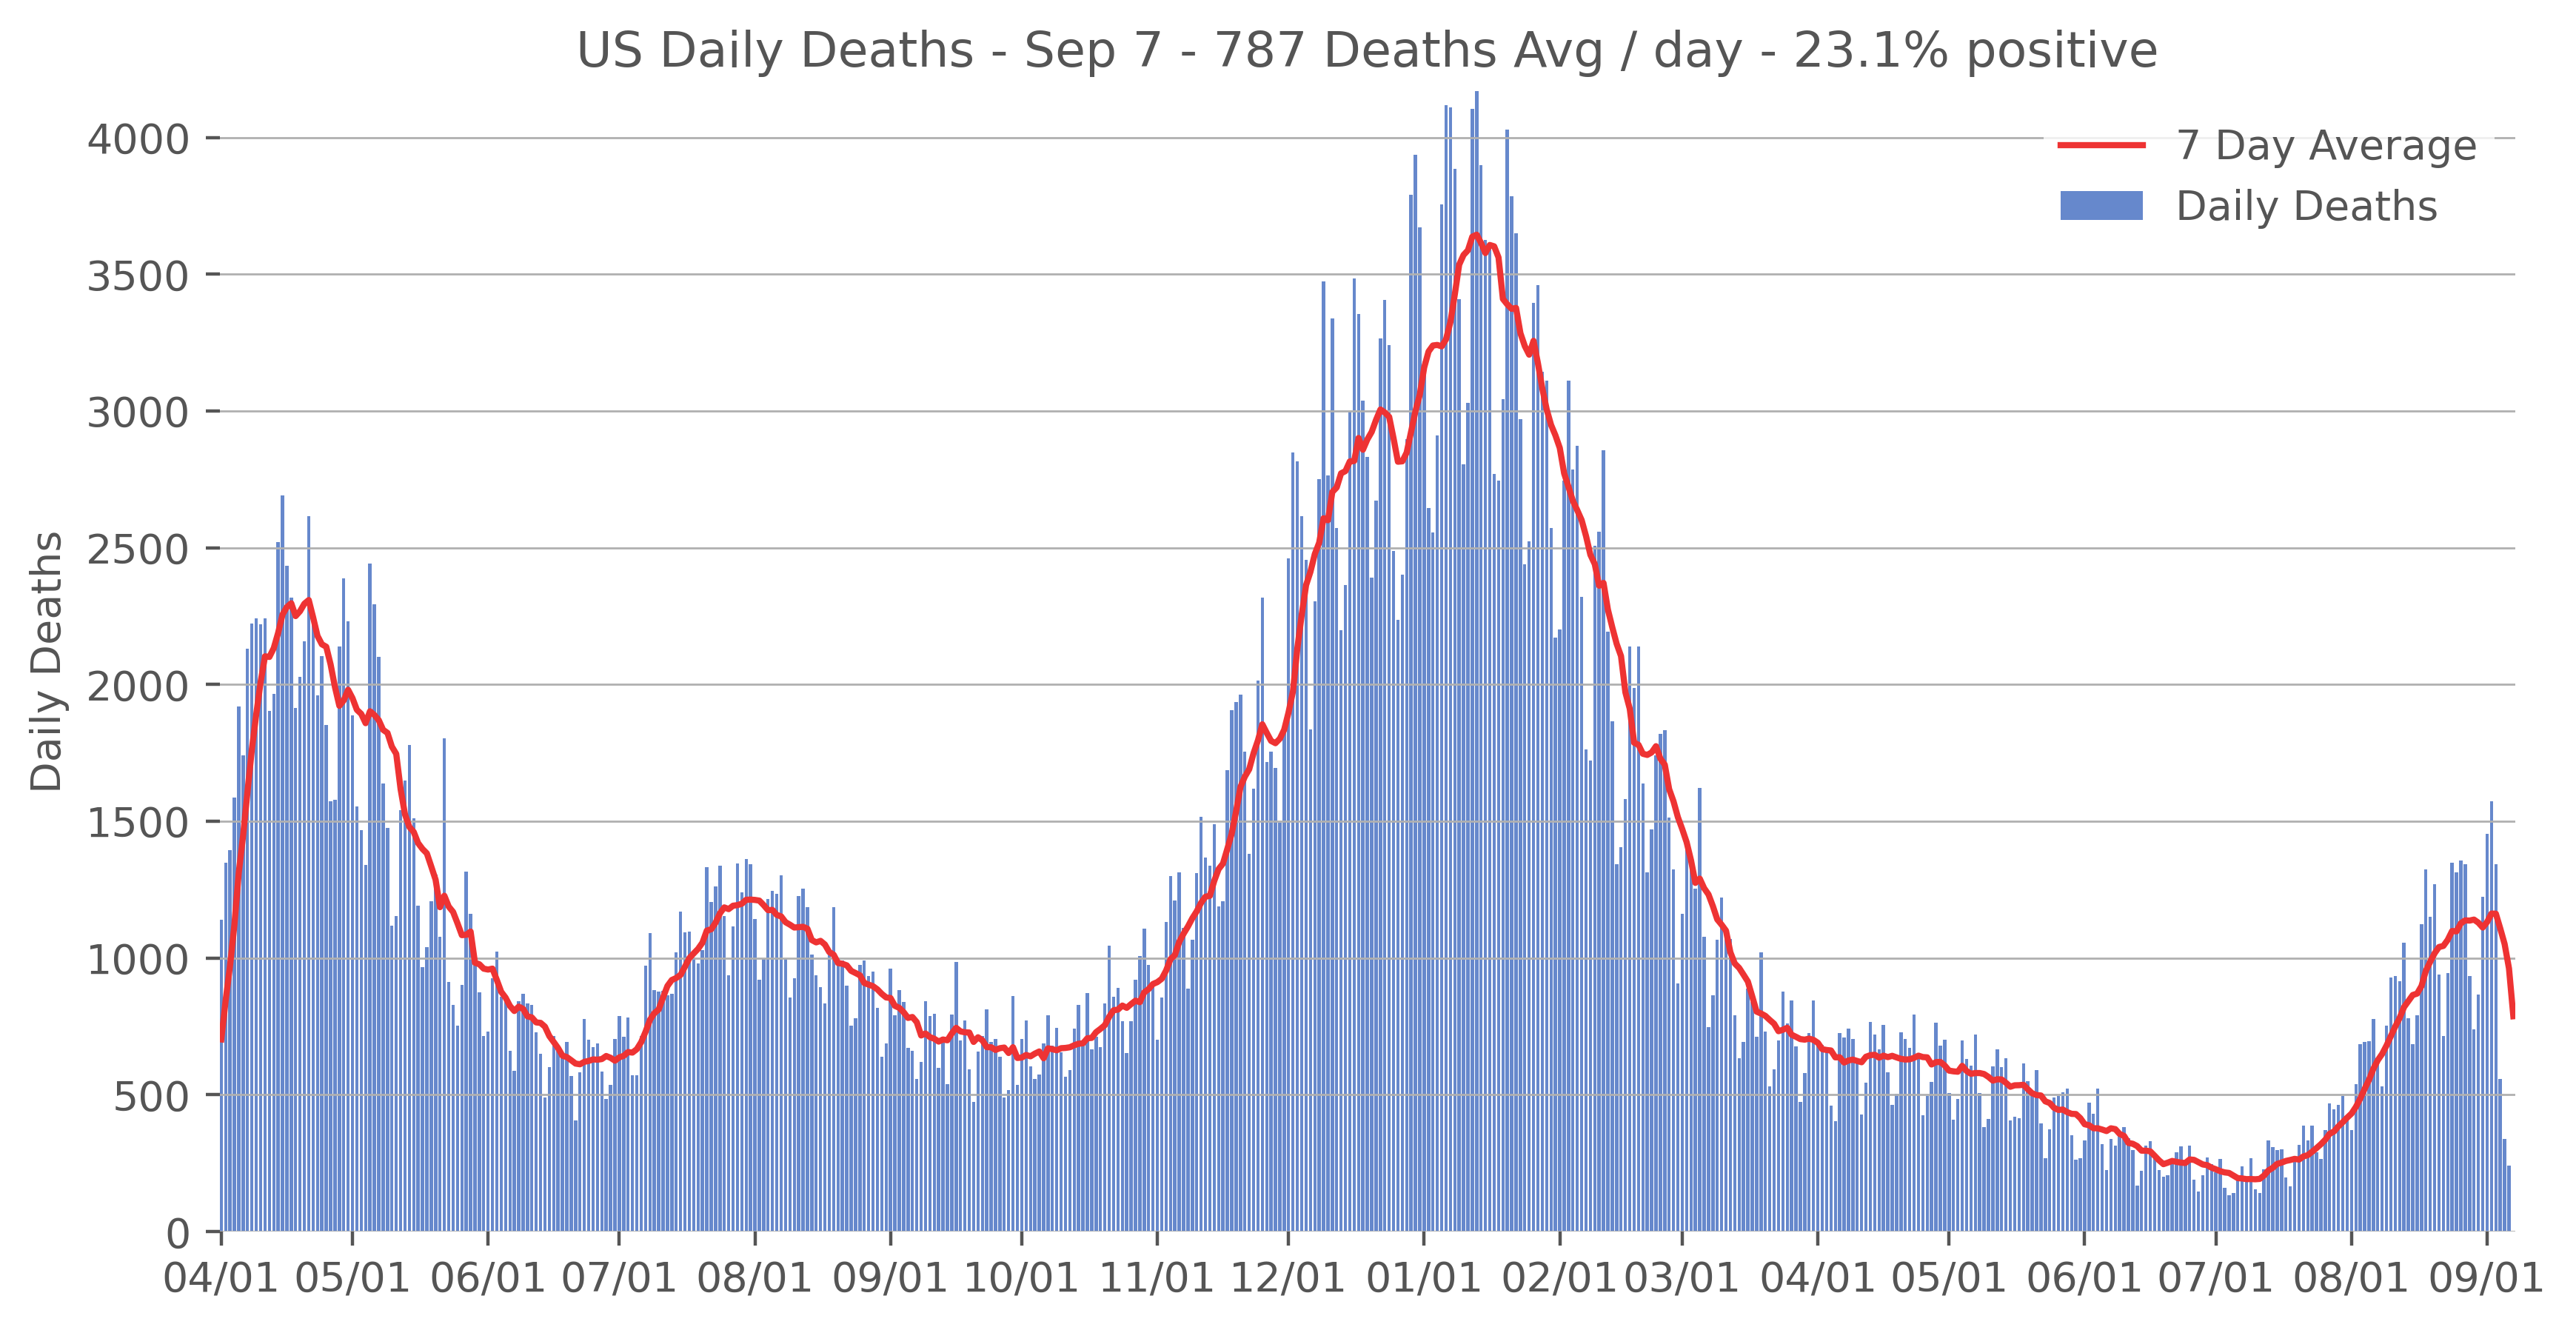 US Daily Deaths - Sep 7 - 787 Deaths Avg / day - 23.1% positive
7 Day Average
Daily Deaths
Daily Deaths
4000
3500
3000
2500
2000
1500
1000
500
0
04/01 05/01 06/01 07/01 08/01 09/01 10/01 11/01 12/01 01/01 02/01 03/01 04/01 05/01 06/01 07/01 08/01 09/01